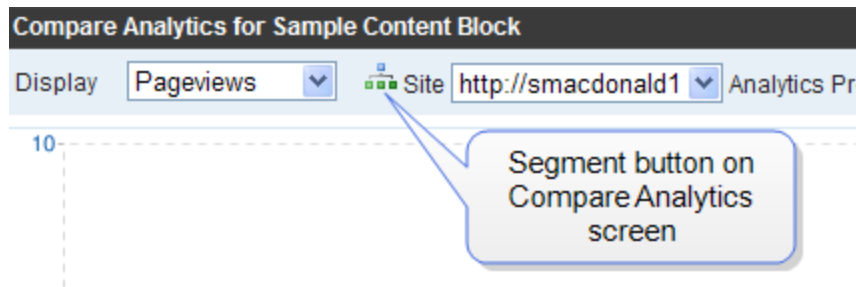 Compare Analytics for Sample Content Block
Display Pageviews Site http://smacdonald1 Analytics Pr
10
Segment button on
Compare Analytics
screen